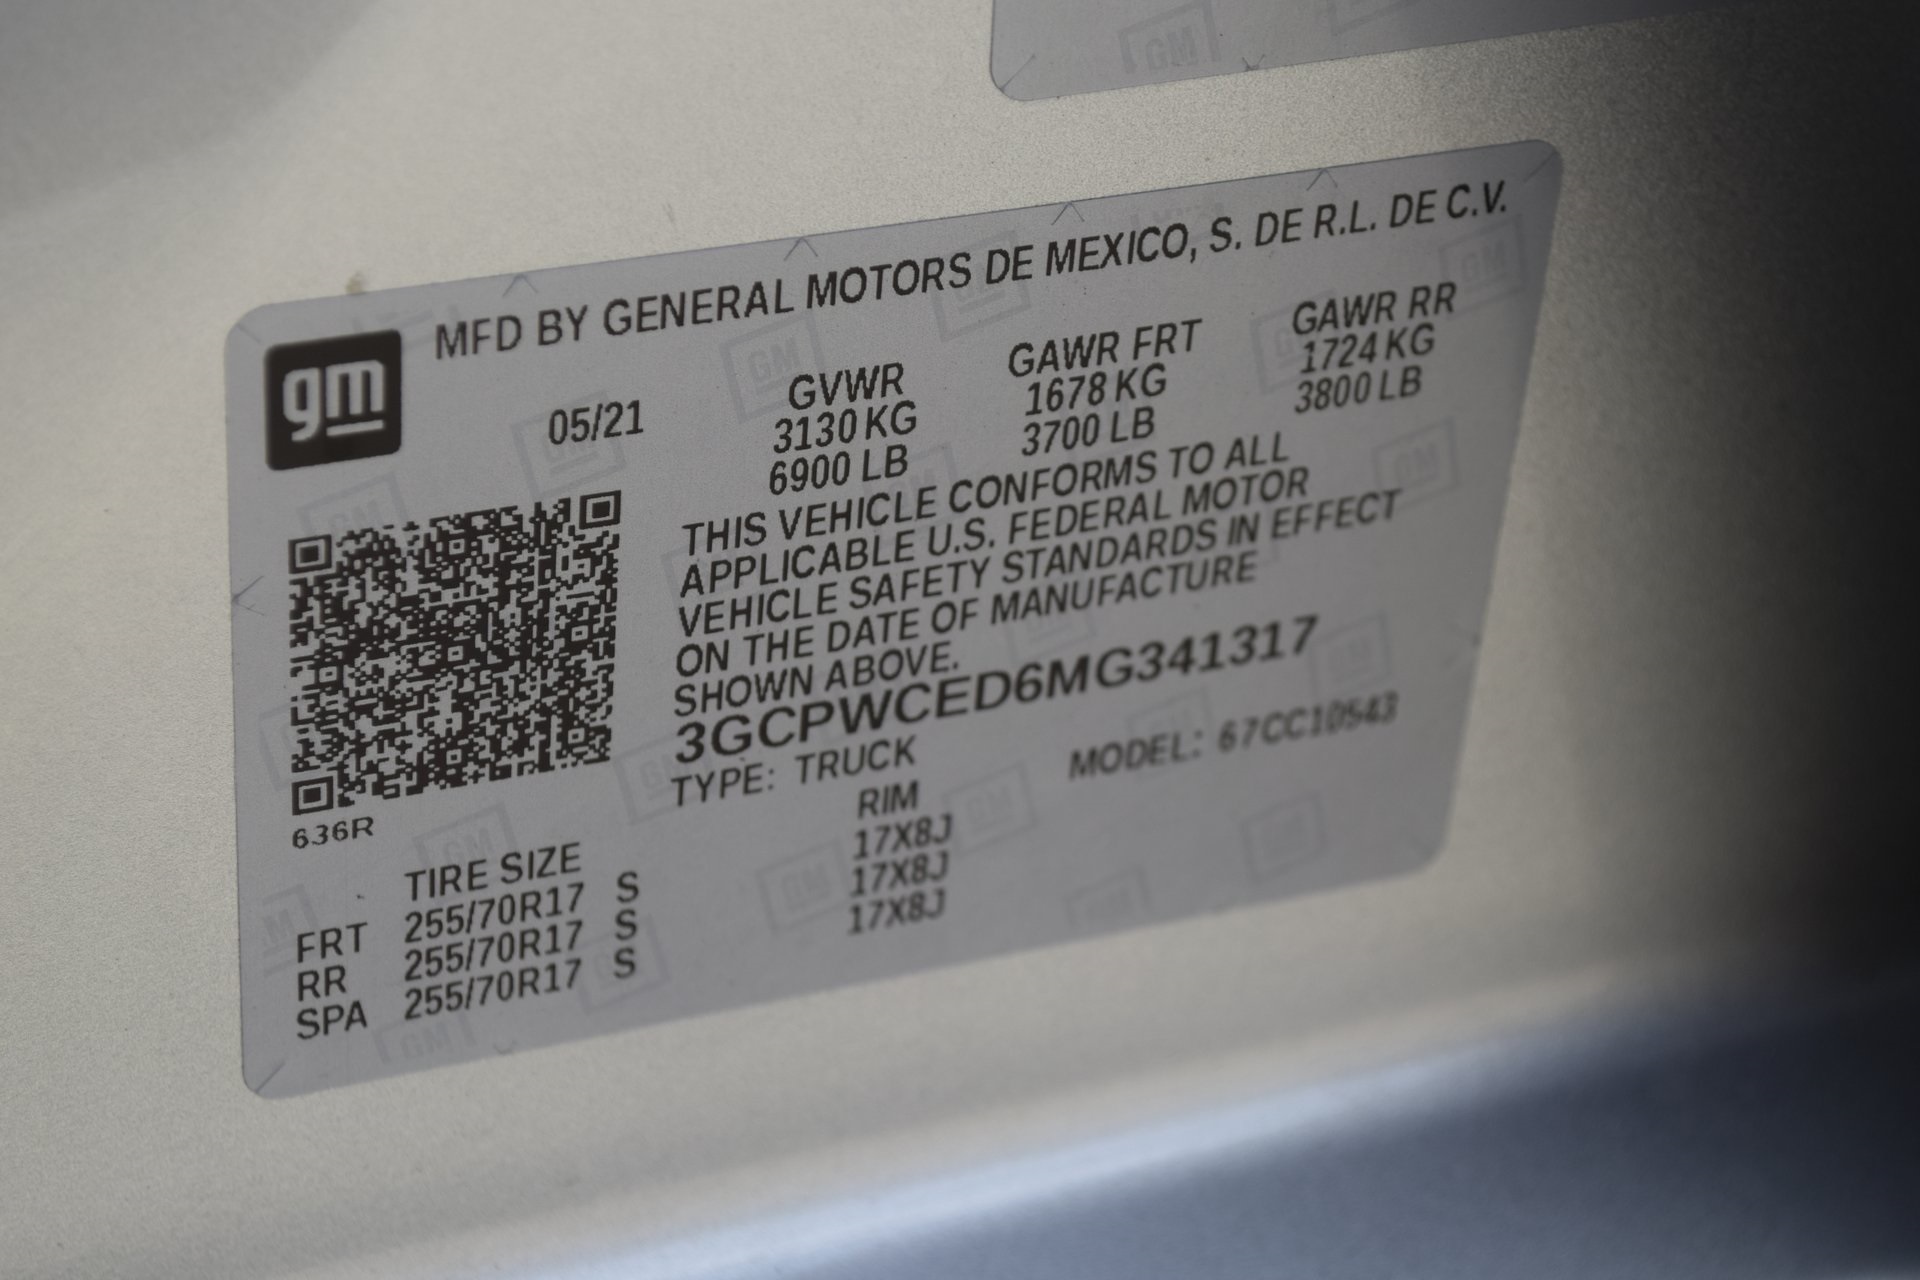 MFD BY GENERAL MOTORS DE MEXICO, S. DE R.L. DE C.V.
gm
05/21
GVWR GAWR FRT GAWR RR
3130 KG 1678 KG 1724 KG
6900 LB 3700 LB 3800 LB
THIS VEHICLE CONFORMS TO ALL
APPLICABLE U.S. FEDERAL MOTOR
VEHICLE SAFETY STANDARDS IN EFFECT
ON THE DATE OF MANUFACTURE
SHOWN ABOVE.
3GCPWCED6MG341317
TYPE: TRUCK MODEL: 67CC10543
636R
TIRE SIZE RIM
FRT 255/70R17 S 17X8J
RR 255/70R17 S 17X8J
SPA 255/70R17 S 17X8J